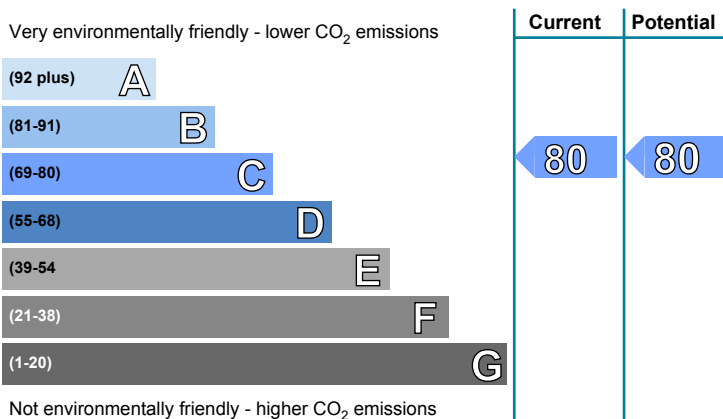 Very environmentally friendly - lower CO2 emissions
Current Potential
(92 plus) A
(81-91) B
(69-80) C
80 80
(55-68) D
(39-54 E
(21-38) F
(1-20) G
Not environmentally friendly - higher CO2 emissions